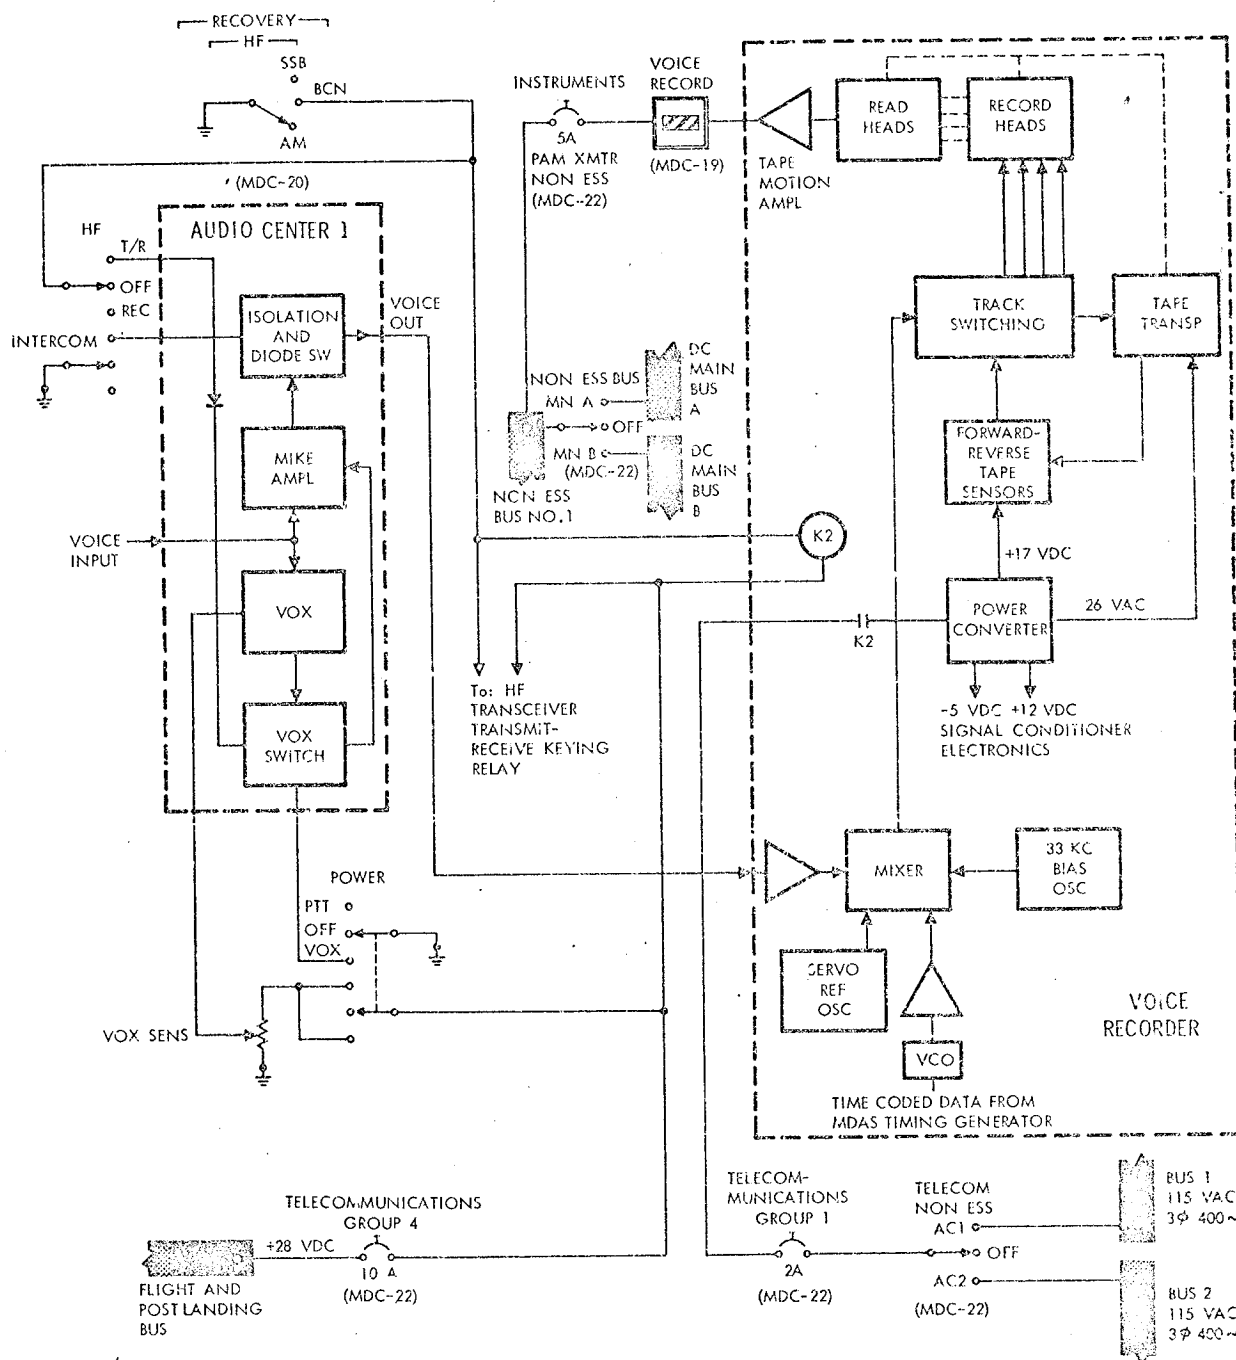 RECOVERY
HF
SSB
BCN
AM
(MDC-20)
INSTRUMENTS
5A
PAM XMTR
NON ESS
(MDC-22)
VOICE
RECORD
(MDC-19)
TAPE
MOTION
AMPL
READ
HEADS
RECORD
HEADS
AUDIO CENTER 1
HF
T/R
OFF
REC
INTERCOM
ISOLATION
AND
DIODE SW
VOICE
OUT
MIKE
AMPL
VOICE
INPUT
VOX
VOX
SWITCH
NON ESS BUS
MN A
OFF
MN B
(MDC-22)
DC
MAIN
BUS
A
DC
MAIN
BUS
B
NON ESS
BUS NO.1
TRACK
SWITCHING
TAPE
TRANSP
FORWARD-
REVERSE
TAPE
SENSORS
K2
+17 VDC
POWER
CONVERTER
26 VAC
K2
-5 VDC +12 VDC
SIGNAL CONDITIONER
ELECTRONICS
To: HF
TRANSCEIVER
TRANSMIT-
RECEIVE KEYING
RELAY
MIXER
33 KC
BIAS
OSC
SERVO
REF
OSC
VCO
TIME CODED DATA FROM
MDAS TIMING GENERATOR
VOICE
RECORDER
POWER
PTT
OFF
VOX
VOX SENS
TELECOMMUNICATIONS
GROUP 4
+28 VDC
10 A
(MDC-22)
FLIGHT AND
POST LANDING
BUS
TELECOM-
MUNICATIONS
GROUP 1
2A
(MDC-22)
TELECOM
NON ESS
AC1
OFF
AC2
(MDC-22)
BUS 1
115 VAC
3φ 400~
BUS 2
115 VAC
3φ 400~